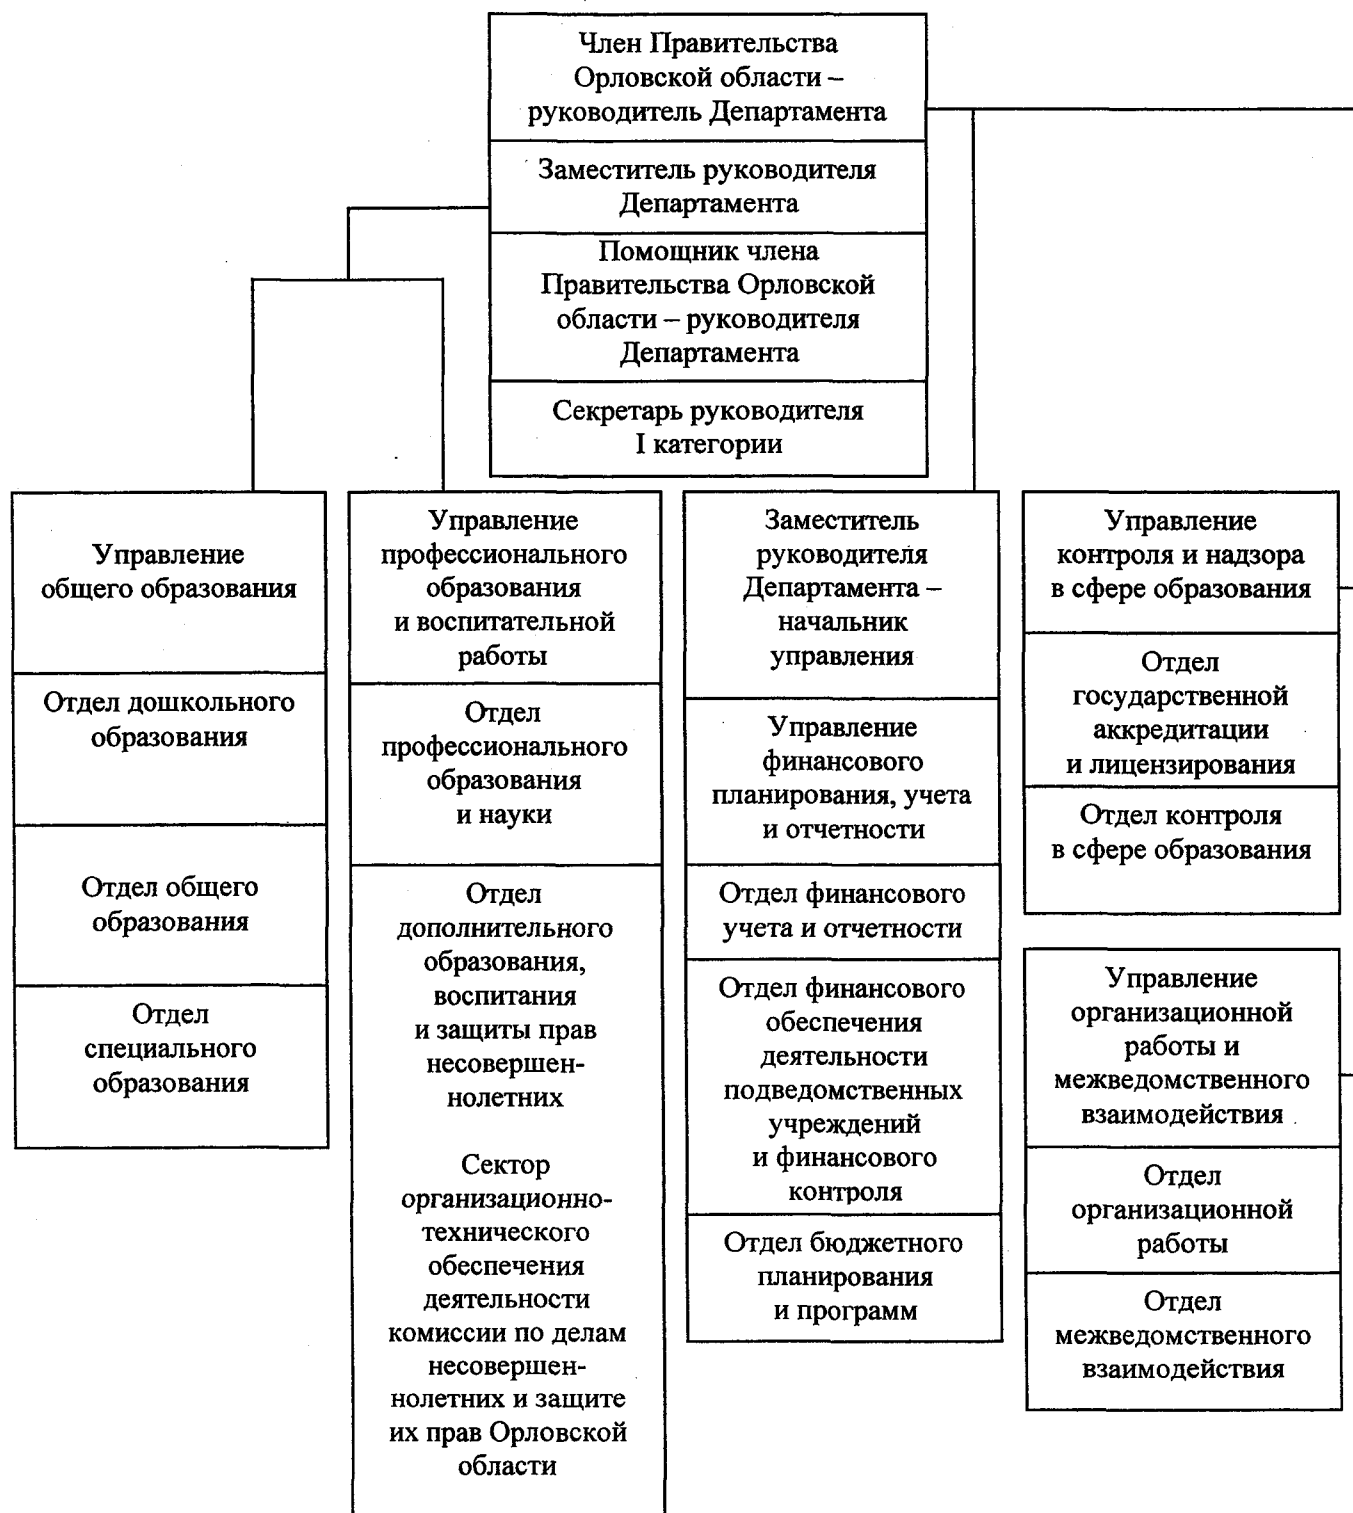 Член Правительства
Орловской области –
руководитель Департамента
Заместитель руководителя
Департамента
Помощник члена
Правительства Орловской
области – руководителя
Департамента
Секретарь руководителя
I категории
Управление
общего образования
Отдел дошкольного
образования
Отдел общего
образования
Отдел
специального
образования
Управление
профессионального
образования
и воспитательной
работы
Отдел
профессионального
образования
и науки
Отдел
дополнительного
образования,
воспитания
и защиты прав
несовершен-
нолетних
Сектор
организационно-
технического
обеспечения
деятельности
комиссии по делам
несовершен-
нолетних и защите
их прав Орловской
области
Заместитель
руководителя
Департамента –
начальник
управления
Управление
финансового
планирования, учета
и отчетности
Отдел финансового
учета и отчетности
Отдел финансового
обеспечения
деятельности
подведомственных
учреждений
и финансового
контроля
Отдел бюджетного
планирования
и программ
Управление
контроля и надзора
в сфере образования
Отдел
государственной
аккредитации
и лицензирования
Отдел контроля
в сфере образования
Управление
организационной
работы и
межведомственного
взаимодействия
Отдел
организационной
работы
Отдел
межведомственного
взаимодействия